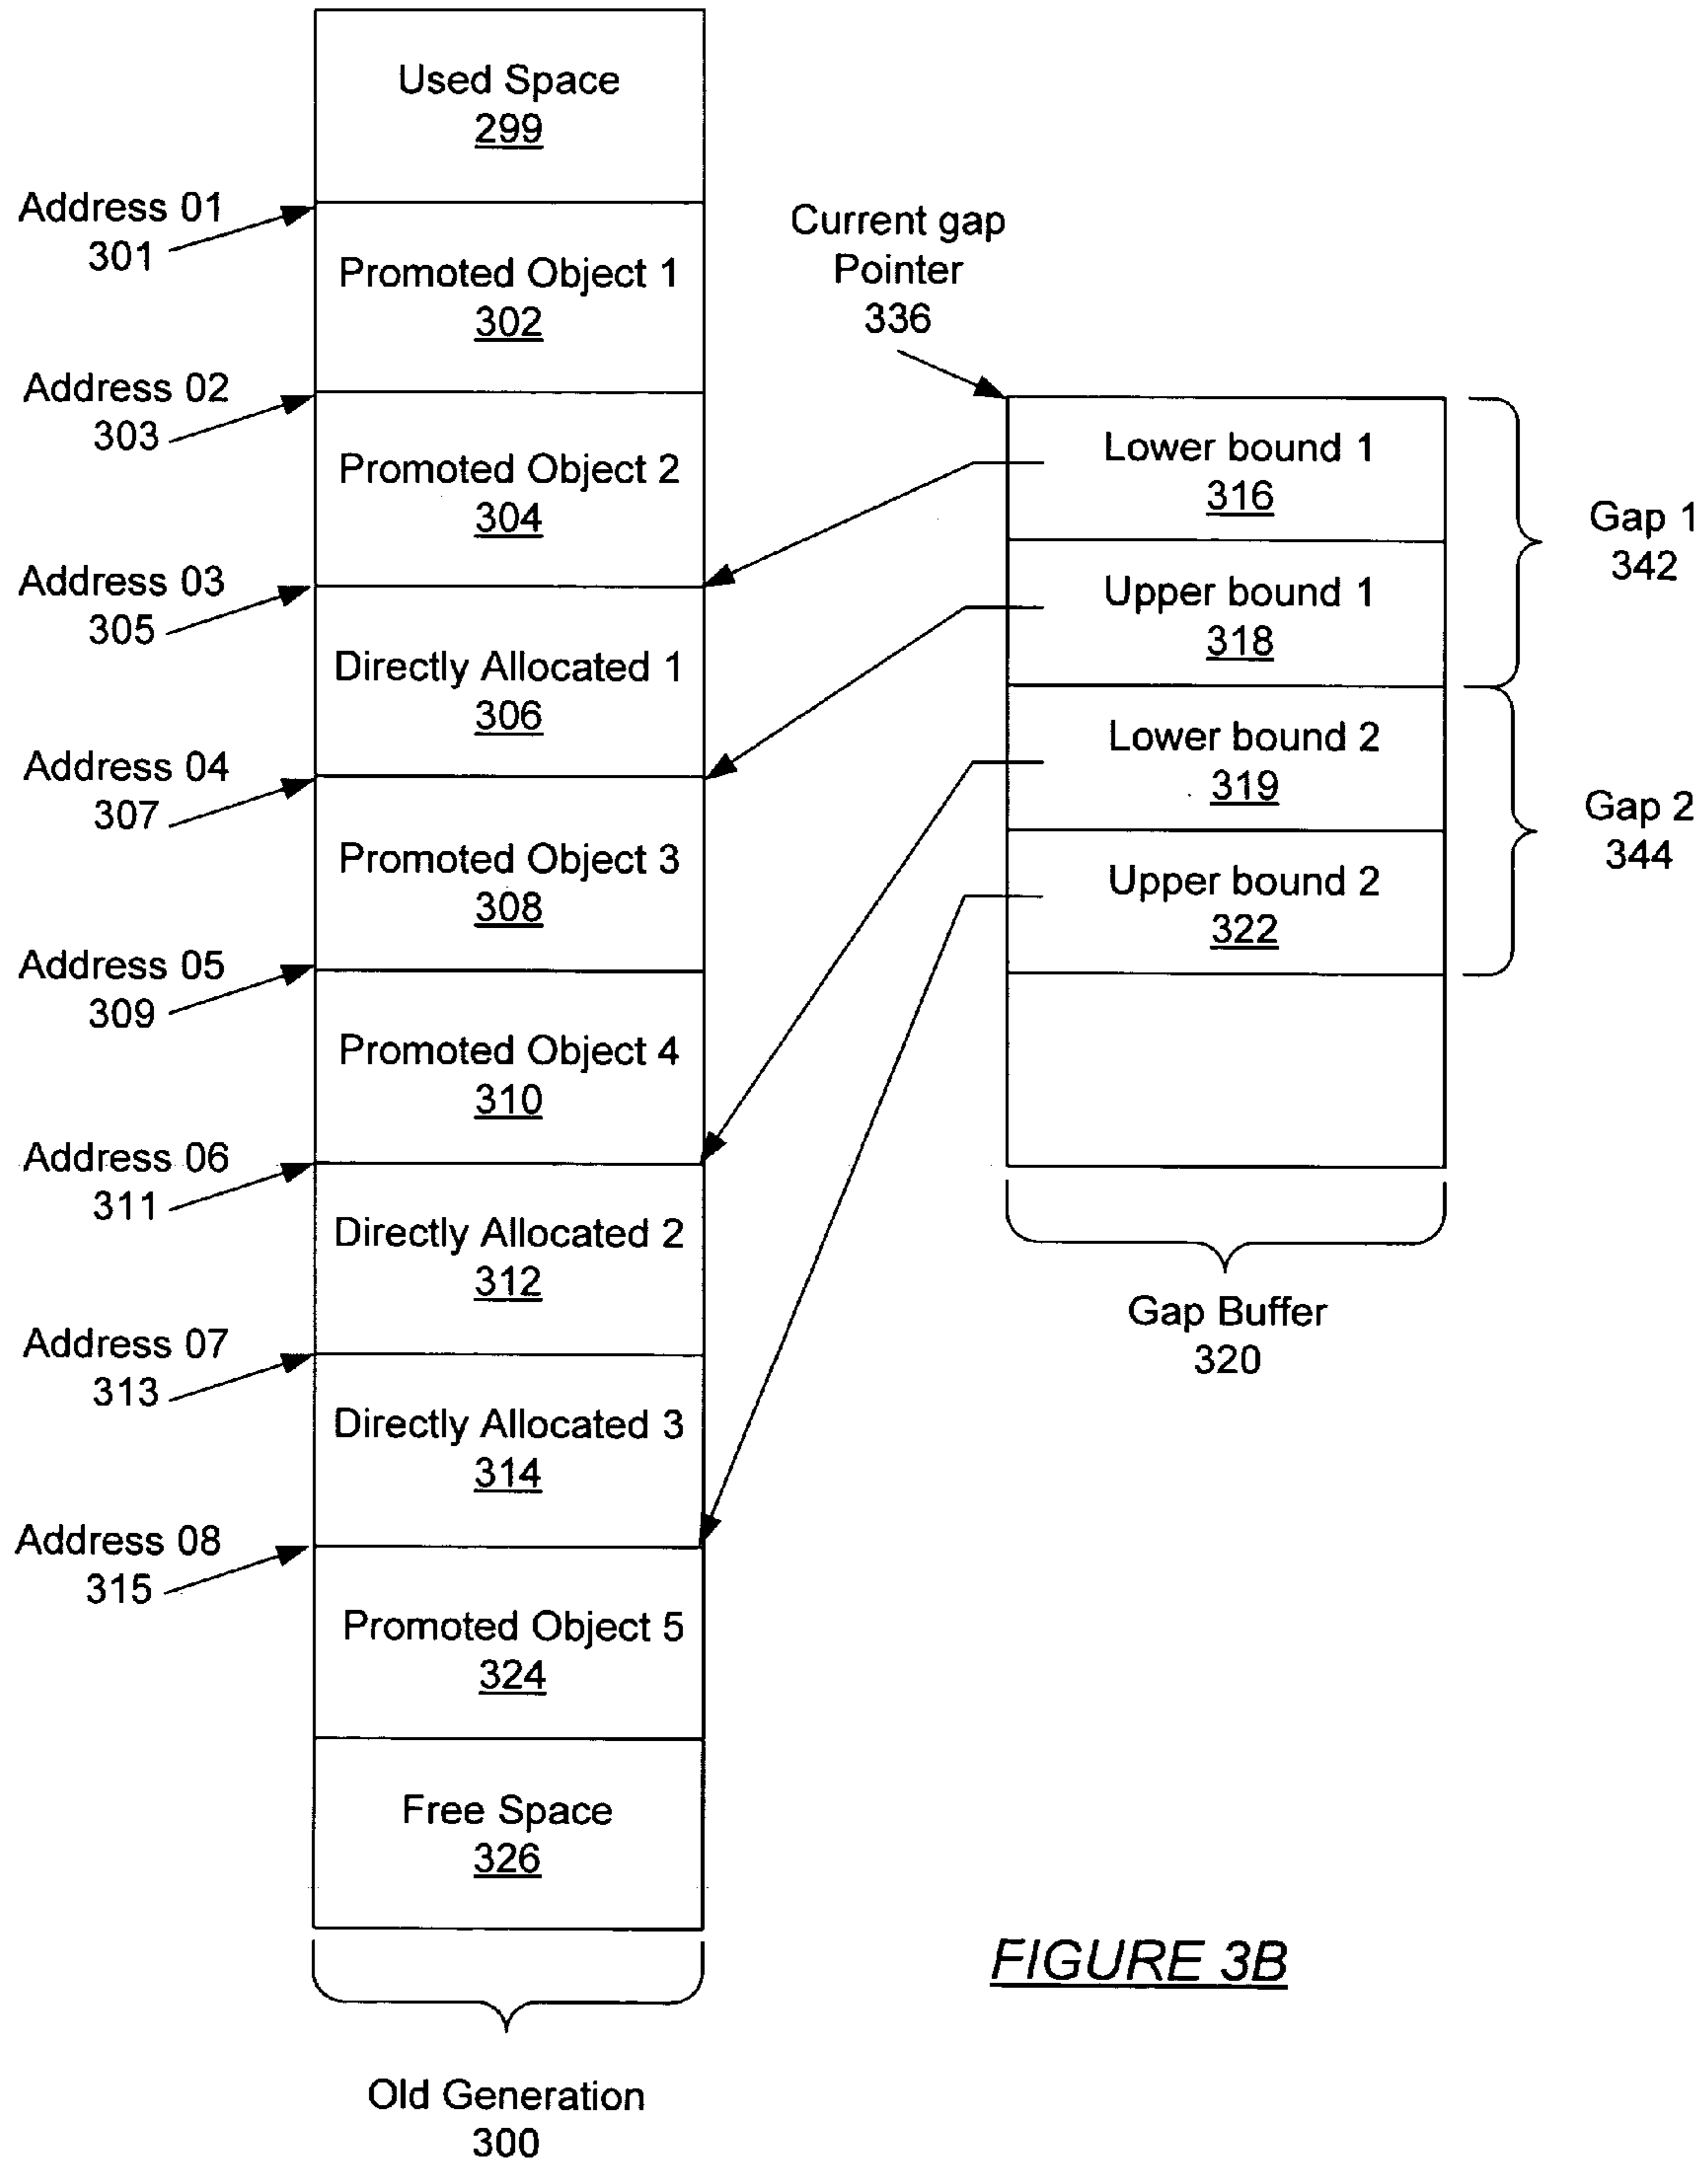 Used Space
299
Address 01
301
Promoted Object 1
302
Address 02
303
Promoted Object 2
304
Address 03
305
Directly Allocated 1
306
Address 04
307
Promoted Object 3
308
Address 05
309
Promoted Object 4
310
Address 06
311
Directly Allocated 2
312
Address 07
313
Directly Allocated 3
314
Address 08
315
Promoted Object 5
324
Free Space
326
Old Generation
300
Current gap
Pointer
336
Lower bound 1
316
Upper bound 1
318
Lower bound 2
319
Upper bound 2
322
Gap 1
342
Gap 2
344
Gap Buffer
320
FIGURE 3B